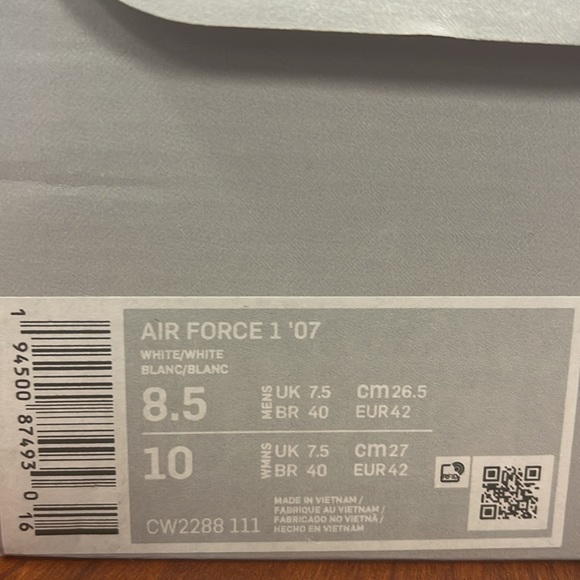 1 94500 87493 0 16
AIR FORCE 1 '07
WHITE/WHITE
BLANC/BLANC
8.5 MENS UK 7.5 cm 26.5
BR 40 EUR 42
10 WMNS UK 7.5 cm 27
BR 40 EUR 42
RFID
MADE IN VIETNAM /
FABRIQUE AU VIETNAM /
FABRICADO NO VIETNÃ /
HECHO EN VIETNAM
CW2288 111